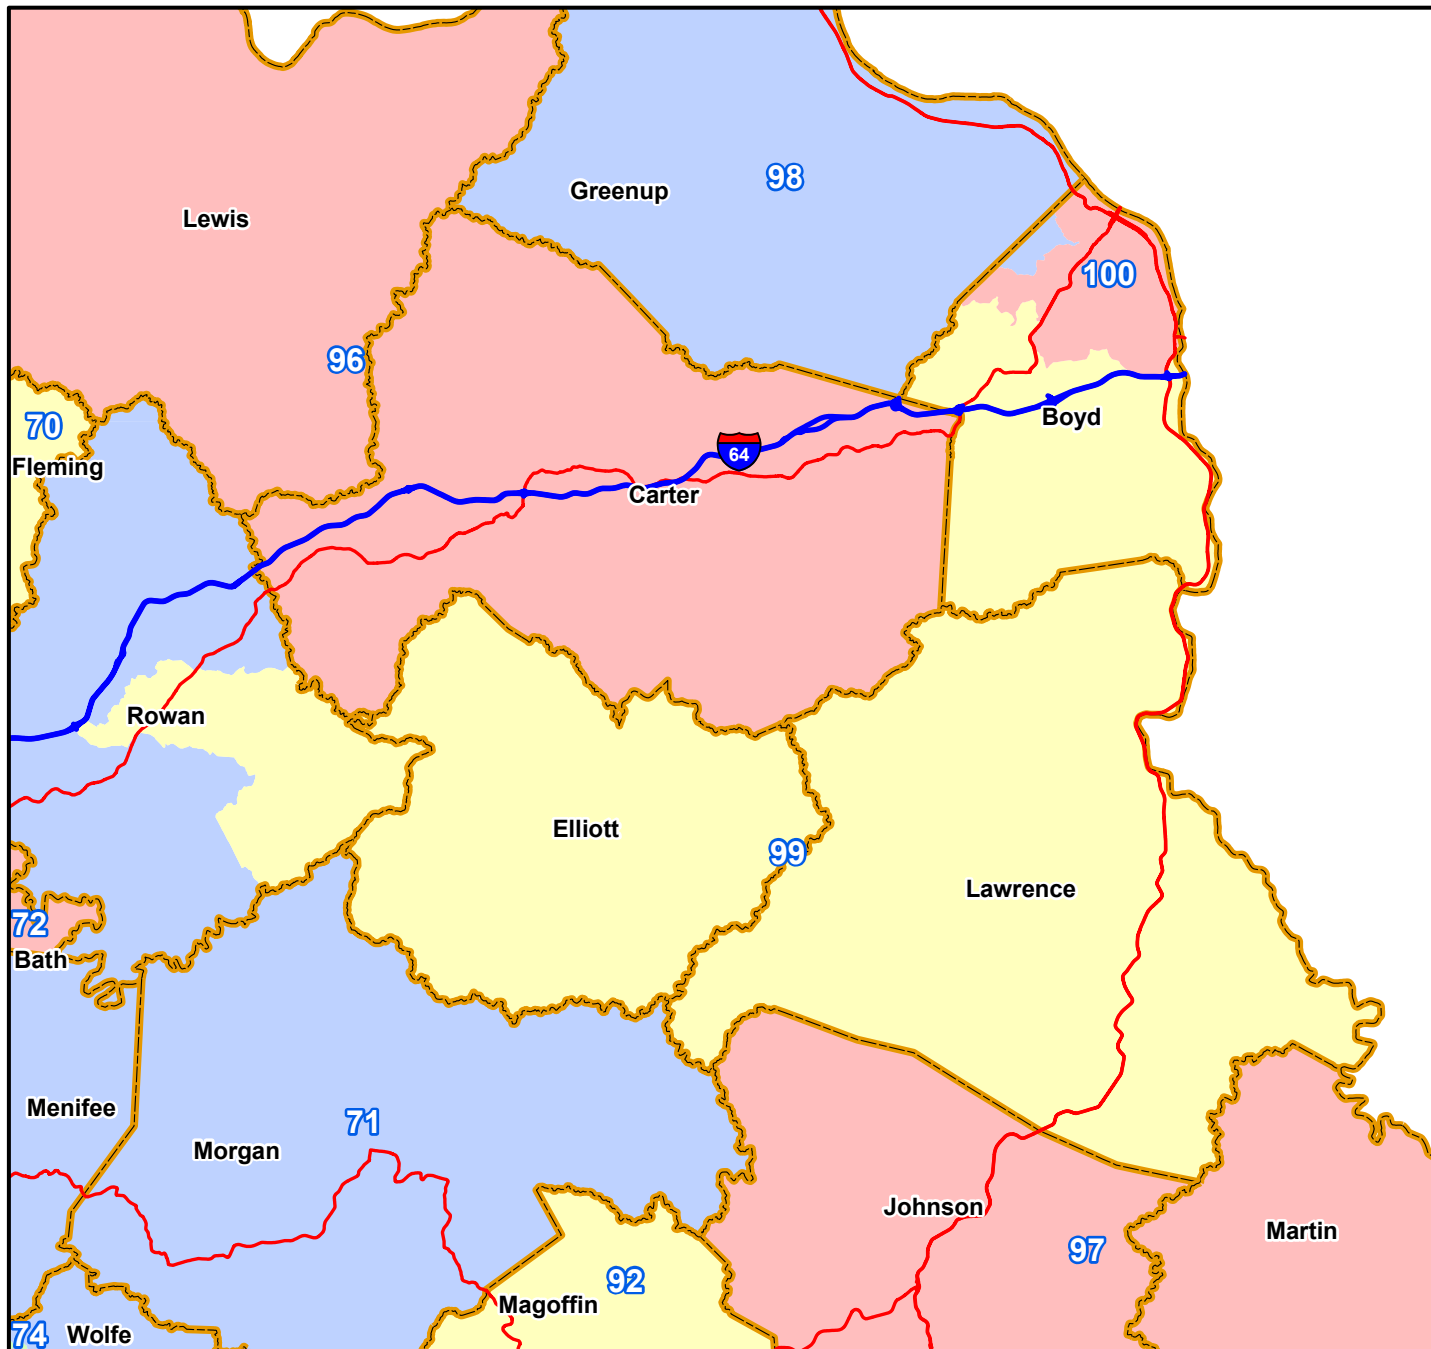 98
Greenup
Lewis
100
96
Boyd
70
Fleming
64
Carter
Rowan
Elliott
99
Lawrence
72
Bath
Menifee
71
Morgan
Johnson
Martin
97
92
Magoffin
74 Wolfe